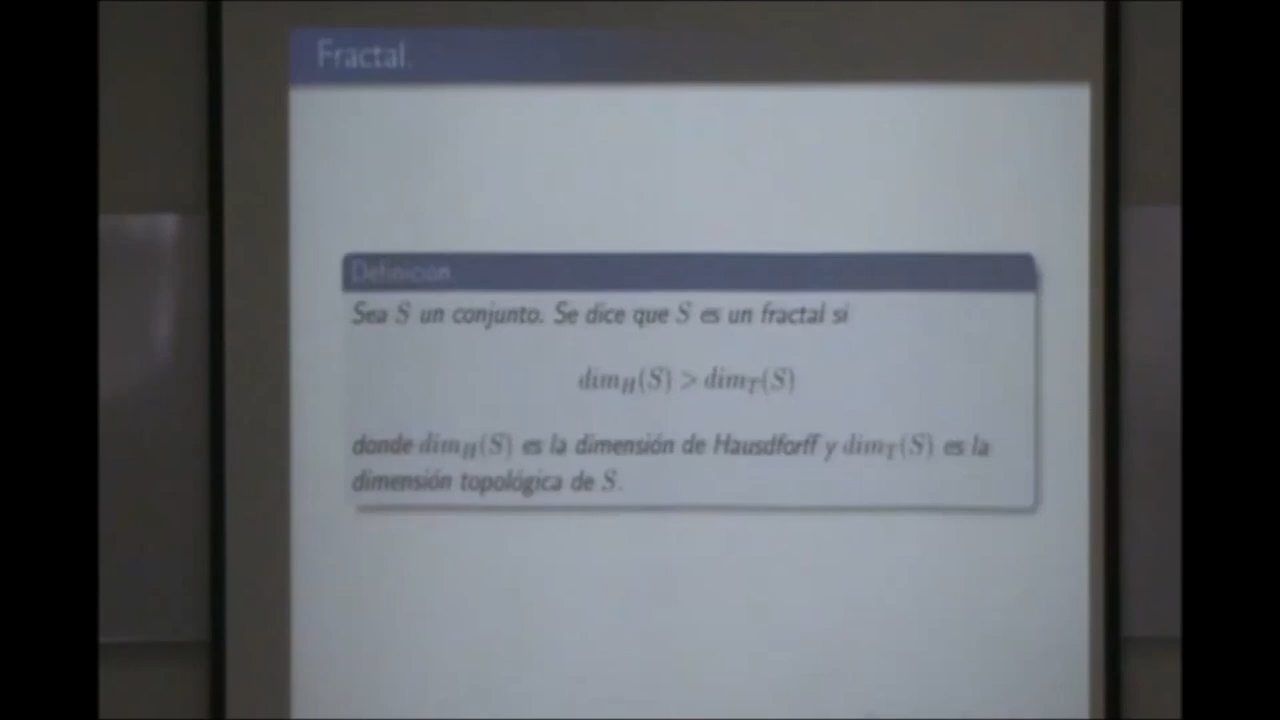 Fractal.
Definición
Sea S un conjunto. Se dice que S es un fractal si
dim_H(S) > dim_T(S)
donde dim_H(S) es la dimensión de Hausdforff y dim_T(S) es la
dimensión topológica de S.